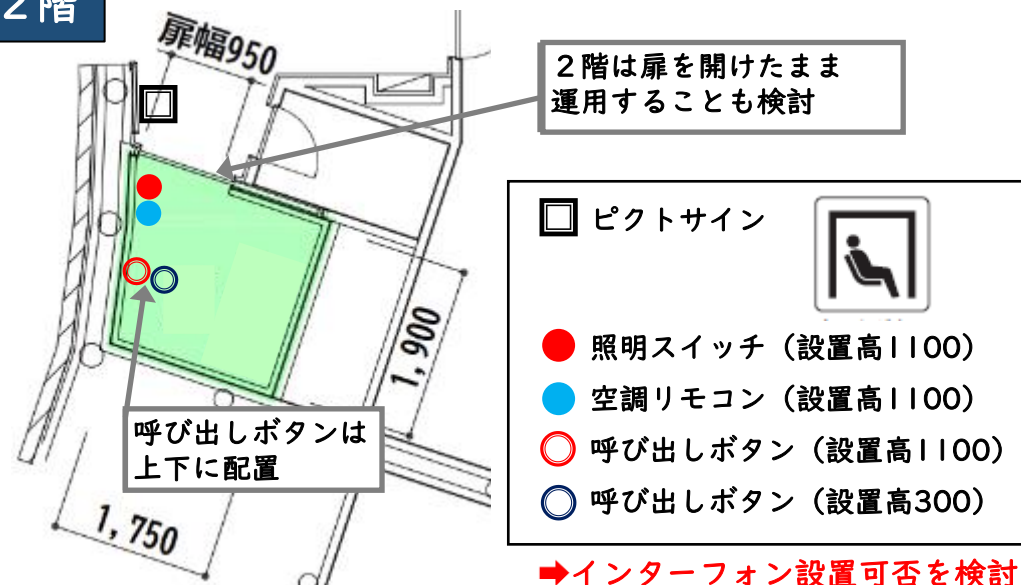 2階
扉幅950
2階は扉を開けたまま
運用することも検討
ピクトサイン
照明スイッチ（設置高1100）
空調リモコン（設置高1100）
呼び出しボタン（設置高1100）
呼び出しボタン（設置高300）
1,900
呼び出しボタンは
上下に配置
1,750
➡インターフォン設置可否を検討